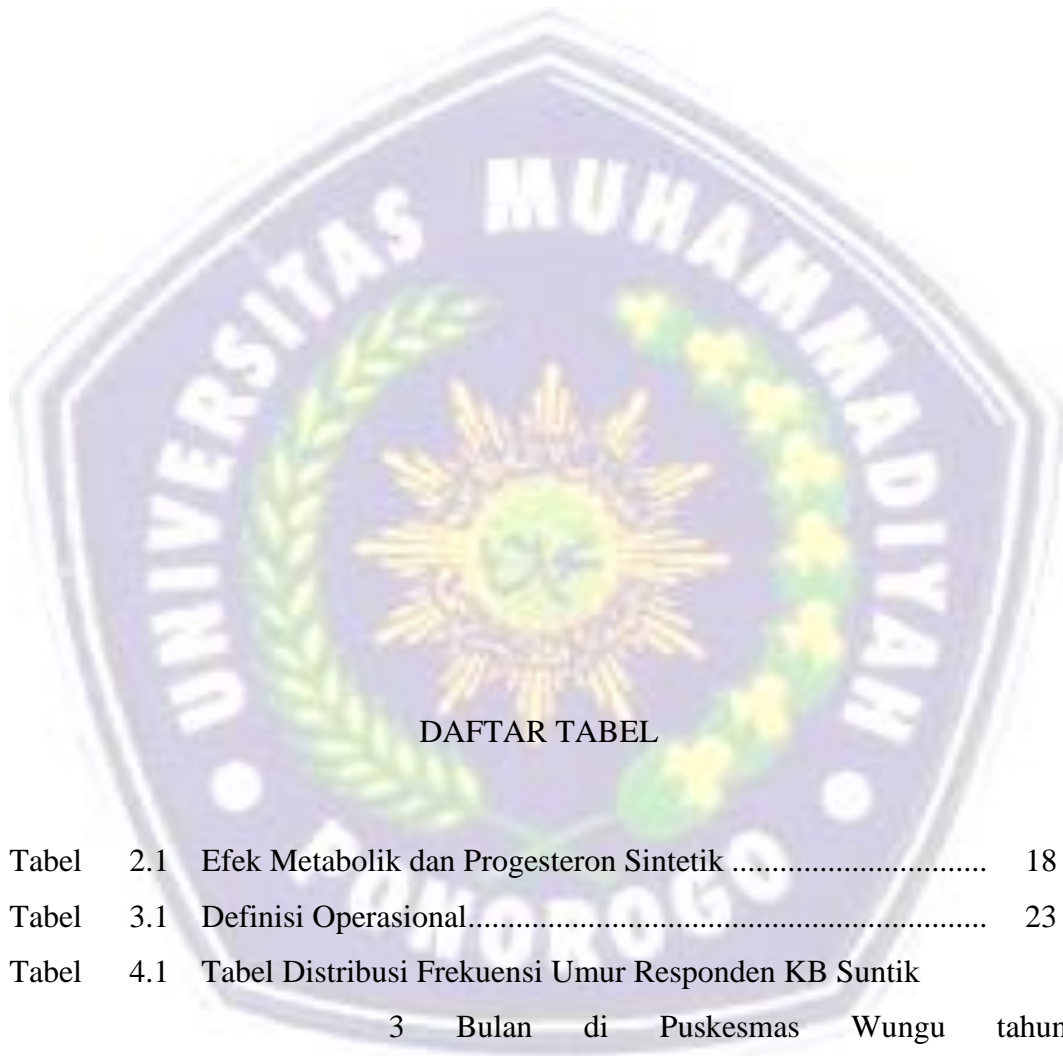 UNIVERSITAS MUHAMMADIYAH
PONOROGO
DAFTAR TABEL
Tabel 2.1 Efek Metabolik dan Progesteron Sintetik .............................. 18
Tabel 3.1 Definisi Operasional............................................................. 23
Tabel 4.1 Tabel Distribusi Frekuensi Umur Responden KB Suntik
3 Bulan di Puskesmas Wungu tahun